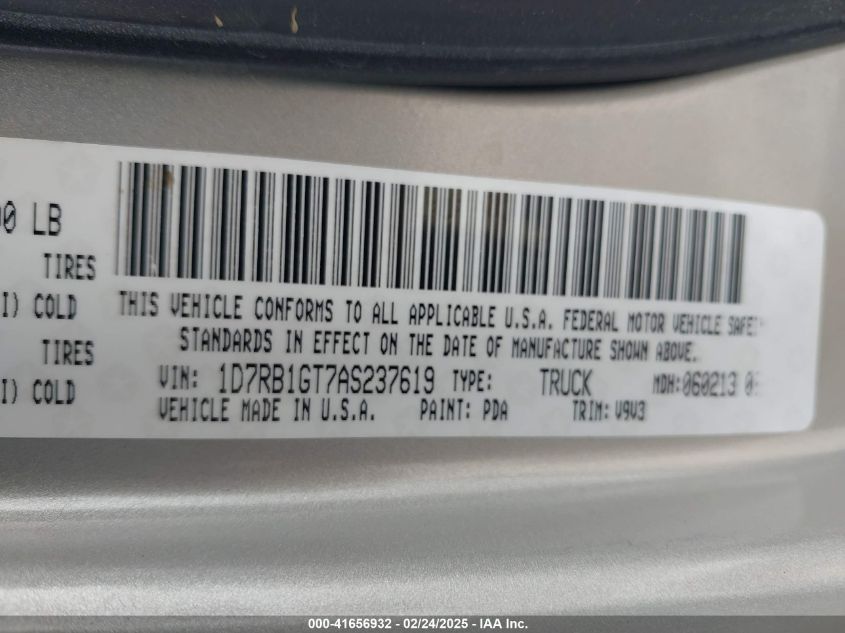 00 LB
TIRES
I) COLD
TIRES
I) COLD
THIS VEHICLE CONFORMS TO ALL APPLICABLE U.S.A. FEDERAL MOTOR VEHICLE SAFE
STANDARDS IN EFFECT ON THE DATE OF MANUFACTURE SHOWN ABOVE.
VIN: 1D7RB1GT7AS237619 TYPE: TRUCK MDH: 060213 0
VEHICLE MADE IN U.S.A. PAINT: PDA TRIM: V9V3
000-41656932 - 02/24/2025 - IAA Inc.